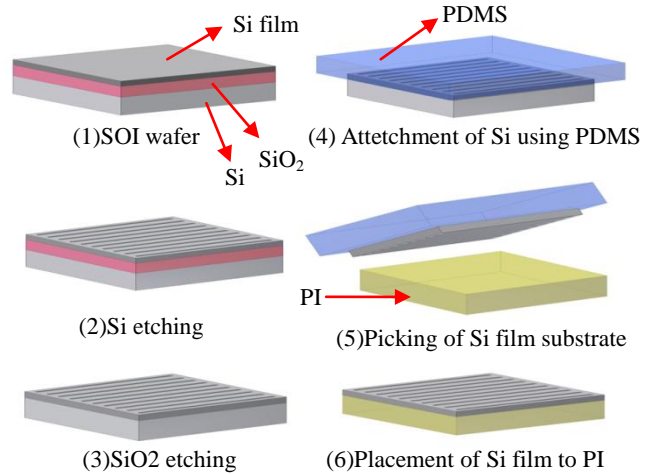 Si film
PDMS
(1)SOI wafer
SiO₂
Si
(4) Attetchment of Si using PDMS
(2)Si etching
PI
(5)Picking of Si film substrate
(3)SiO2 etching
(6)Placement of Si film to PI